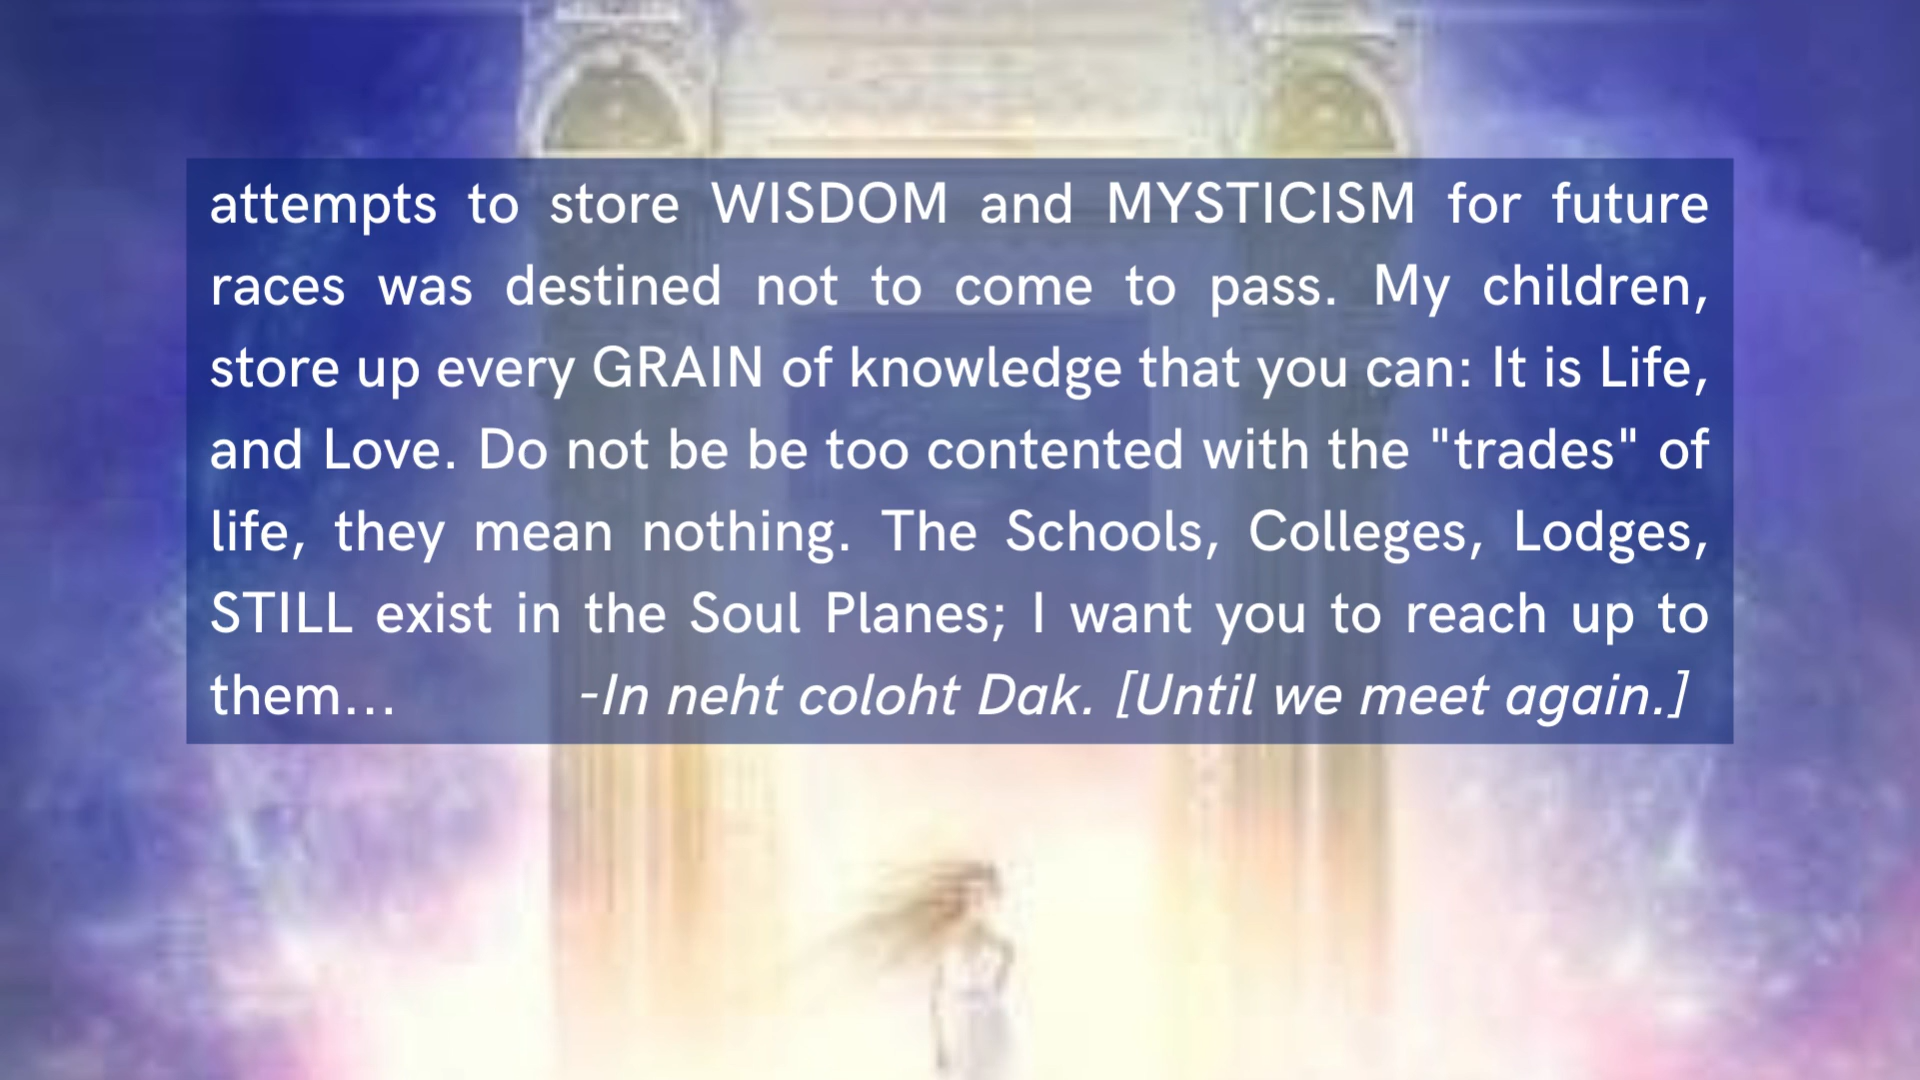 attempts to store WISDOM and MYSTICISM for future
races was destined not to come to pass. My children,
store up every GRAIN of knowledge that you can: It is Life,
and Love. Do not be be too contented with the "trades" of
life, they mean nothing. The Schools, Colleges, Lodges,
STILL exist in the Soul Planes; I want you to reach up to
them... -In neht coloht Dak. [Until we meet again.]